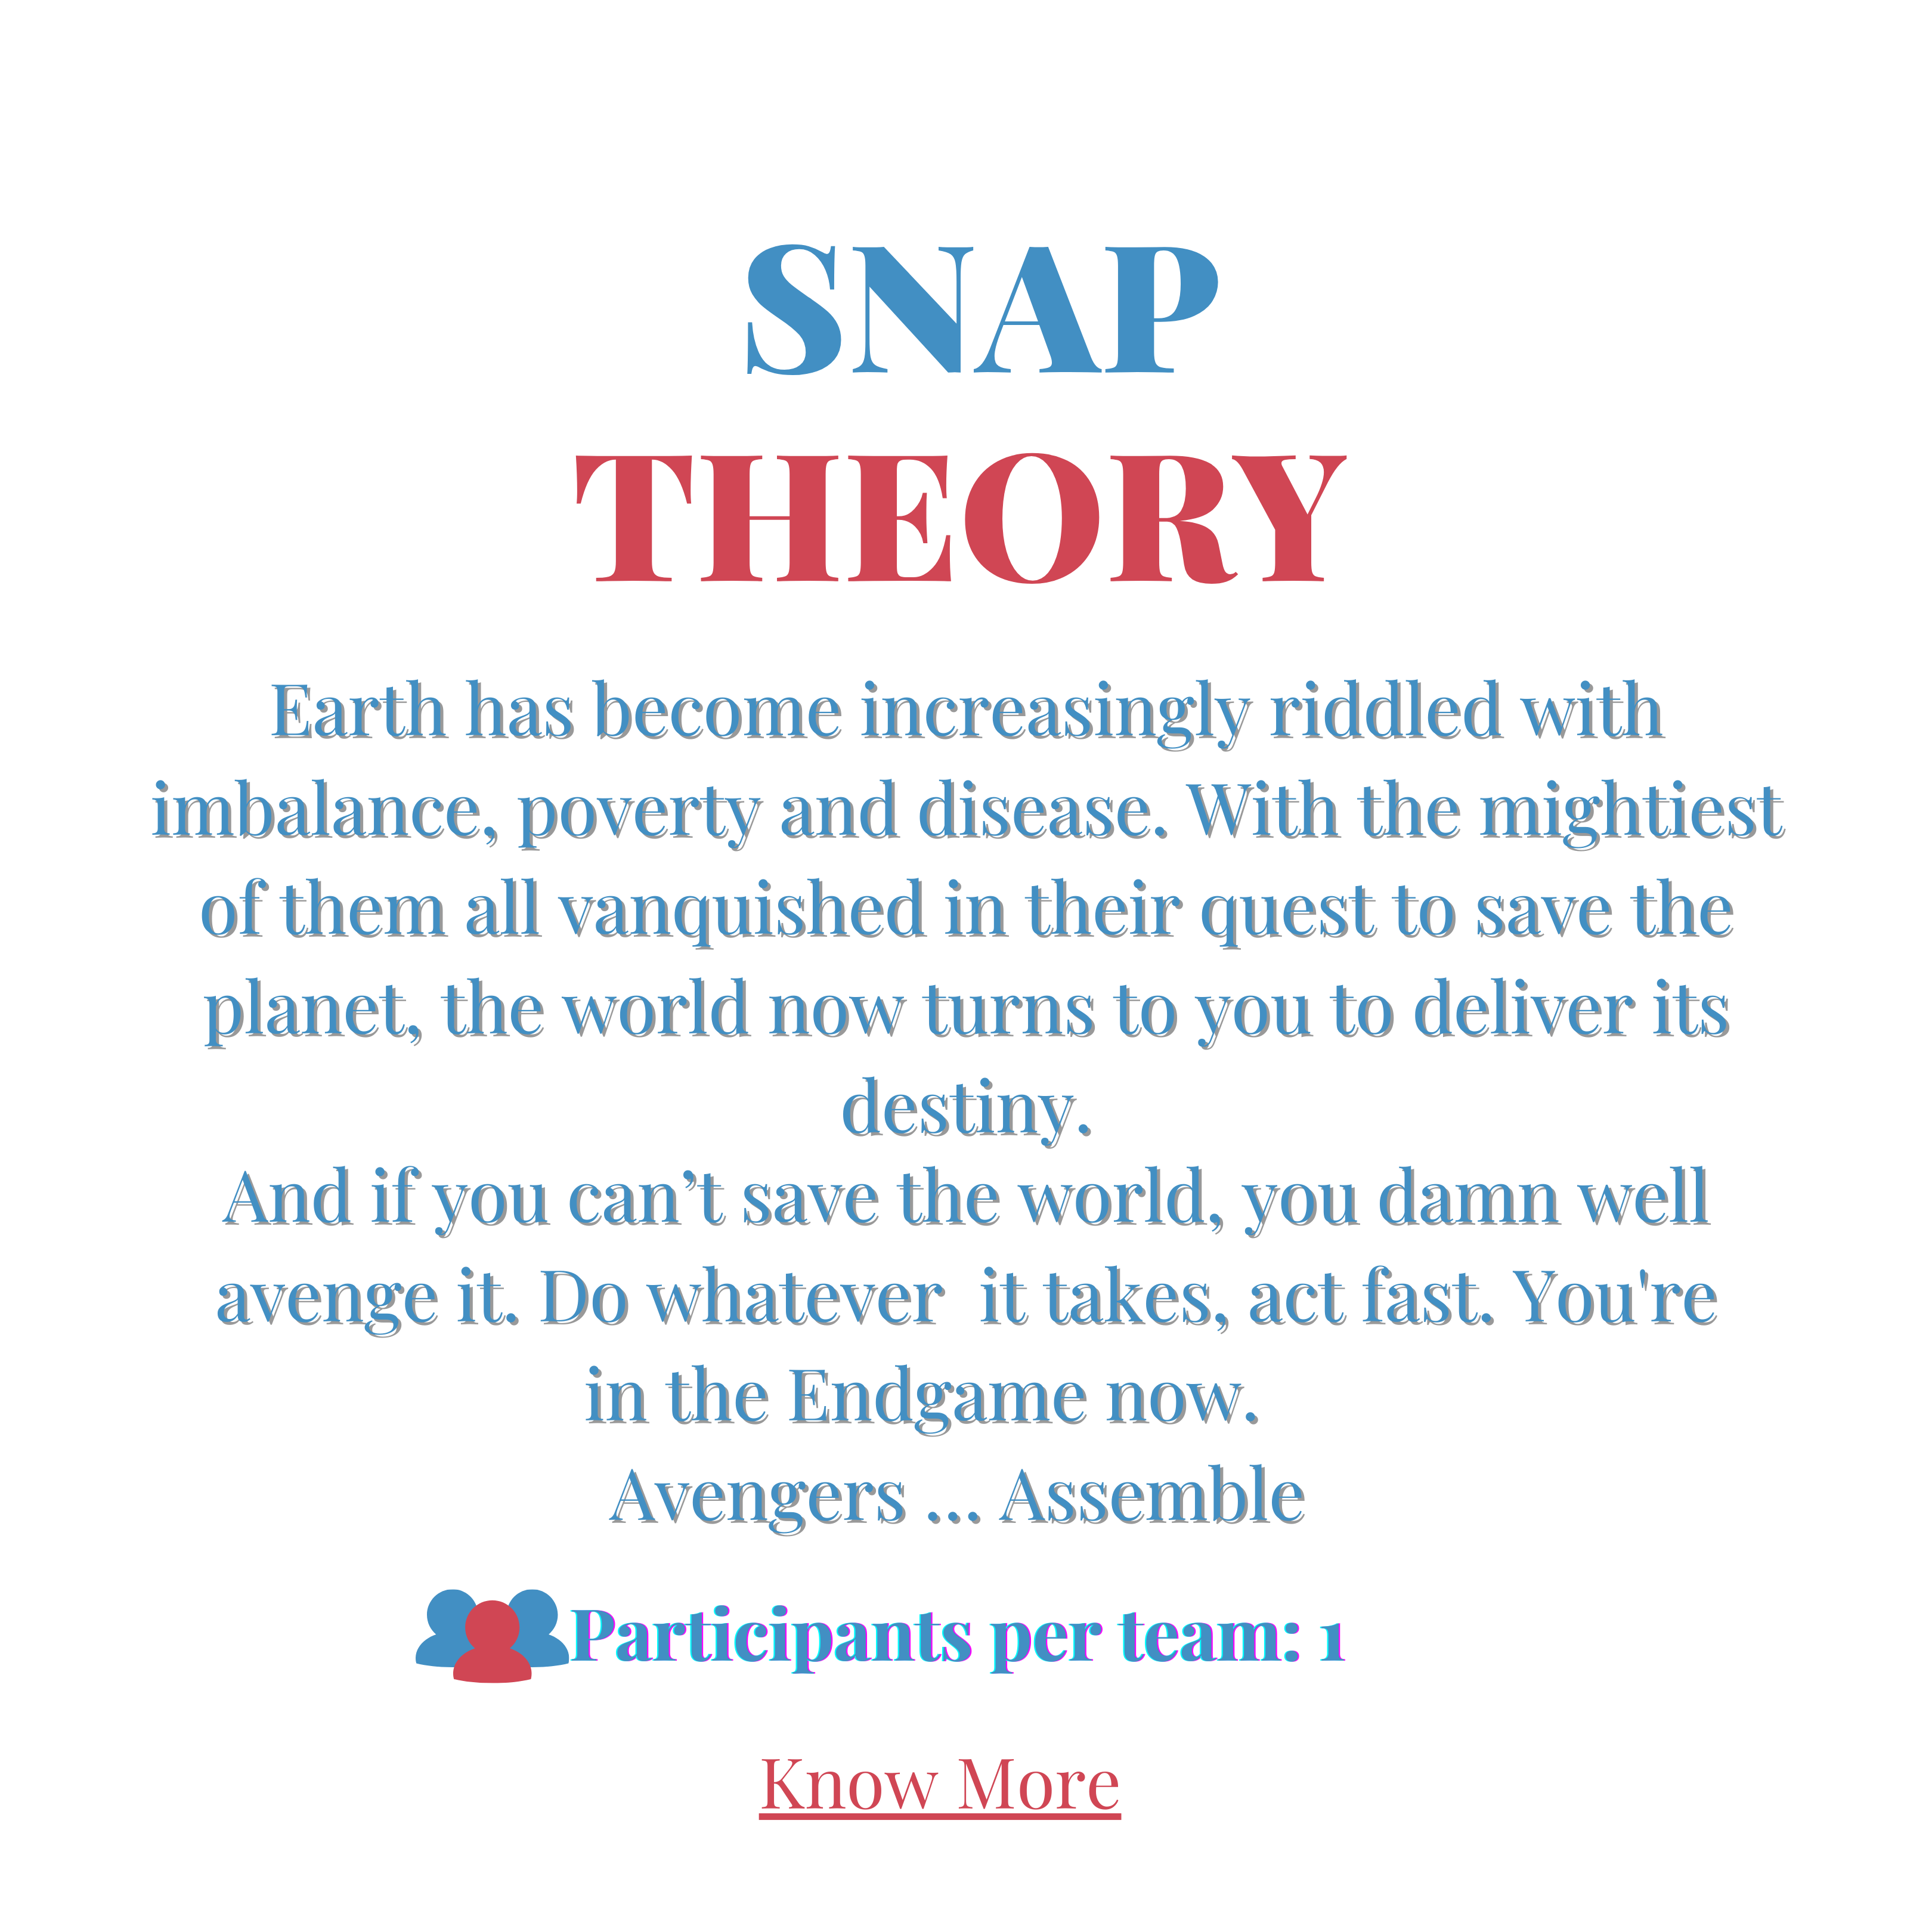 SNAP
THEORY
Earth has become increasingly riddled with
imbalance, poverty and disease. With the mightiest
of them all vanquished in their quest to save the
planet, the world now turns to you to deliver its
destiny.
And if you can’t save the world, you damn well
avenge it. Do whatever  it takes, act fast. You're
in the Endgame now.
Avengers ... Assemble
Participants per team: 1
Know More